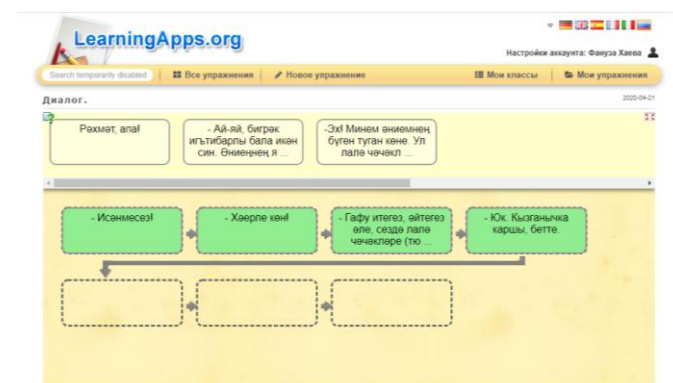 LearningApps.org
Настройки аккаунта: Фануза Хаева
Search temporarily disabled
Все упражнения
Новое упражнение
Мои классы
Мои упражнения
Диалог.
2020-04-21
Рәхмәт, апа!
- Ай-яй, бигрәк
игътибарлы бала икән
син. Әниеңнең я ...
-Эх! Минем әниемнең
бүген туган көне. Ул
лалә чәчәкл ...
- Исәнмесез!
- Хәерле көн!
- Гафу итегез, әйтегез
әле, сездә лалә
чәчәкләре (тю ...
- Юк. Кызганычка
каршы, бетте.